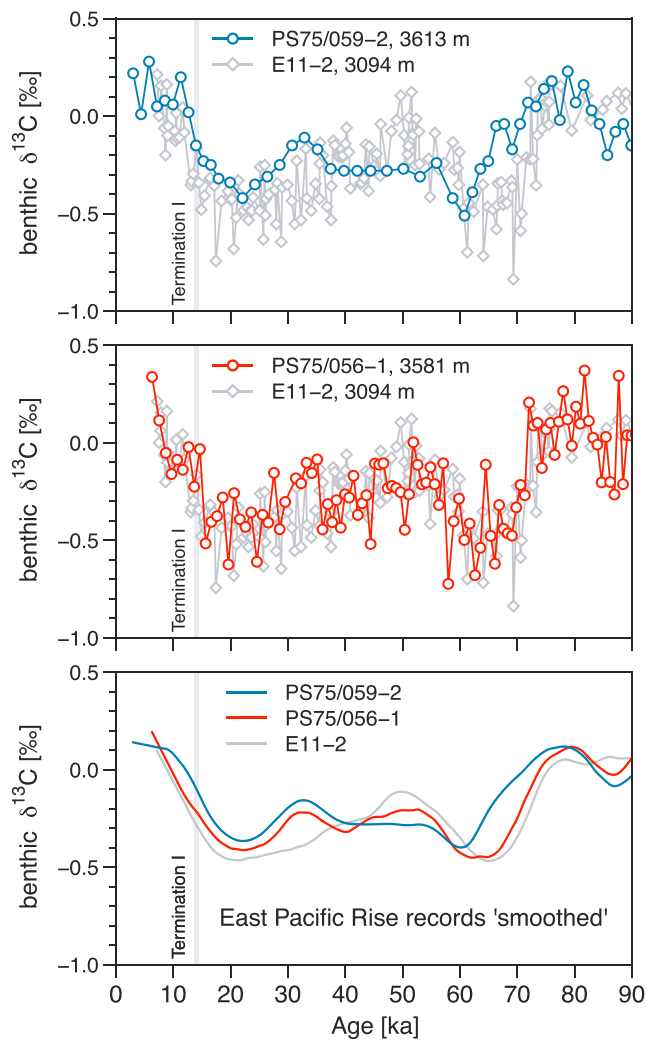 0.5
0.0
−0.5
−1.0
benthic δ13C [‰]
PS75/059−2, 3613 m
E11−2, 3094 m
Termination I
0.5
0.0
−0.5
−1.0
benthic δ13C [‰]
PS75/056−1, 3581 m
E11−2, 3094 m
Termination I
0.5
0.0
−0.5
−1.0
benthic δ13C [‰]
PS75/059−2
PS75/056−1
E11−2
Termination I
East Pacific Rise records 'smoothed'
0 10 20 30 40 50 60 70 80 90
Age [ka]